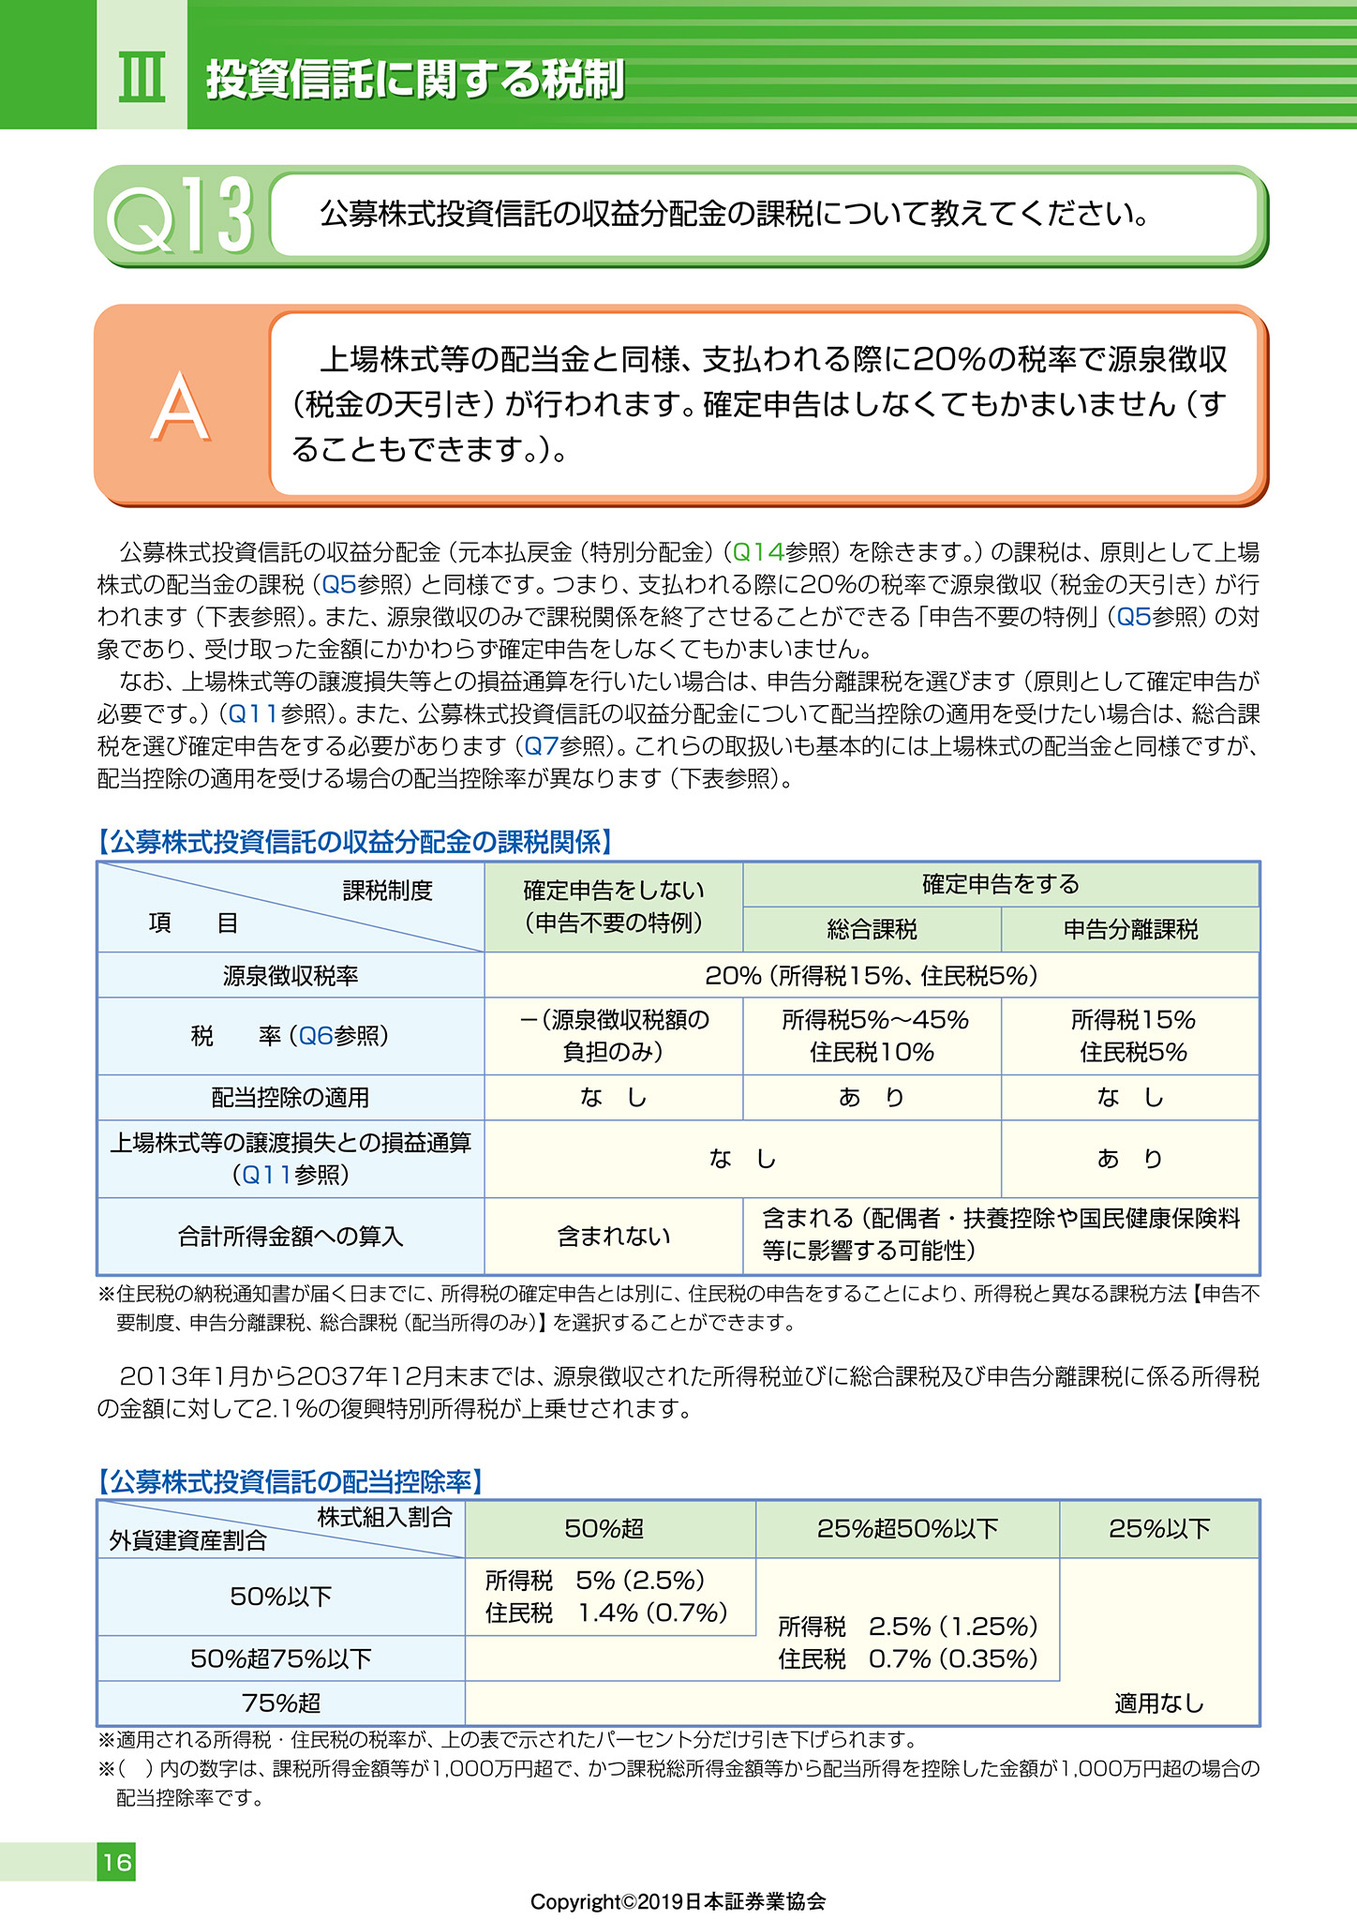 Ⅲ 投資信託に関する税制
Q13 公募株式投資信託の収益分配金の課税について教えてください。
A
上場株式等の配当金と同様、支払われる際に20%の税率で源泉徴収
（税金の天引き）が行われます。確定申告はしなくてもかまいません（す
ることもできます。）。
公募株式投資信託の収益分配金（元本払戻金（特別分配金）（Q14参照）を除きます。）の課税は、原則として上場
株式の配当金の課税（Q5参照）と同様です。つまり、支払われる際に20%の税率で源泉徴収（税金の天引き）が行
われます（下表参照）。また、源泉徴収のみで課税関係を終了させることができる「申告不要の特例」（Q5参照）の対
象であり、受け取った金額にかかわらず確定申告をしなくてもかまいません。
なお、上場株式等の譲渡損失等との損益通算を行いたい場合は、申告分離課税を選びます（原則として確定申告が
必要です。）（Q11参照）。また、公募株式投資信託の収益分配金について配当控除の適用を受けたい場合は、総合課
税を選び確定申告をする必要があります（Q7参照）。これらの取扱いも基本的には上場株式の配当金と同様ですが、
配当控除の適用を受ける場合の配当控除率が異なります（下表参照）。
【公募株式投資信託の収益分配金の課税関係】
課税制度
項　目
確定申告をしない
（申告不要の特例）
確定申告をする
総合課税
申告分離課税
源泉徴収税率
20%（所得税15%、住民税5%）
税　率（Q6参照）
－（源泉徴収税額の
負担のみ）
所得税5%～45%
住民税10%
所得税15%
住民税5%
配当控除の適用
な　し
あ　り
な　し
上場株式等の譲渡損失との損益通算
（Q11参照）
な　し
あ　り
合計所得金額への算入
含まれない
含まれる（配偶者・扶養控除や国民健康保険料
等に影響する可能性）
※住民税の納税通知書が届く日までに、所得税の確定申告とは別に、住民税の申告をすることにより、所得税と異なる課税方法【申告不
要制度、申告分離課税、総合課税（配当所得のみ）】を選択することができます。
2013年1月から2037年12月末までは、源泉徴収された所得税並びに総合課税及び申告分離課税に係る所得税
の金額に対して2.1%の復興特別所得税が上乗せされます。
【公募株式投資信託の配当控除率】
株式組入割合
外貨建資産割合
50%超
25%超50%以下
25%以下
50%以下
所得税　5%（2.5%）
住民税　1.4%（0.7%）
所得税　2.5%（1.25%）
住民税　0.7%（0.35%）
50%超75%以下
75%超
適用なし
※適用される所得税・住民税の税率が、上の表で示されたパーセント分だけ引き下げられます。
※（　）内の数字は、課税所得金額等が1,000万円超で、かつ課税総所得金額等から配当所得を控除した金額が1,000万円超の場合の
配当控除率です。
16
Copyright©2019日本証券業協会